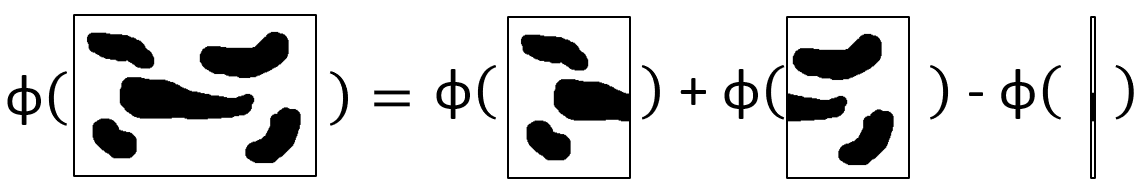 ϕ( ) = ϕ( ) + ϕ( ) - ϕ( )